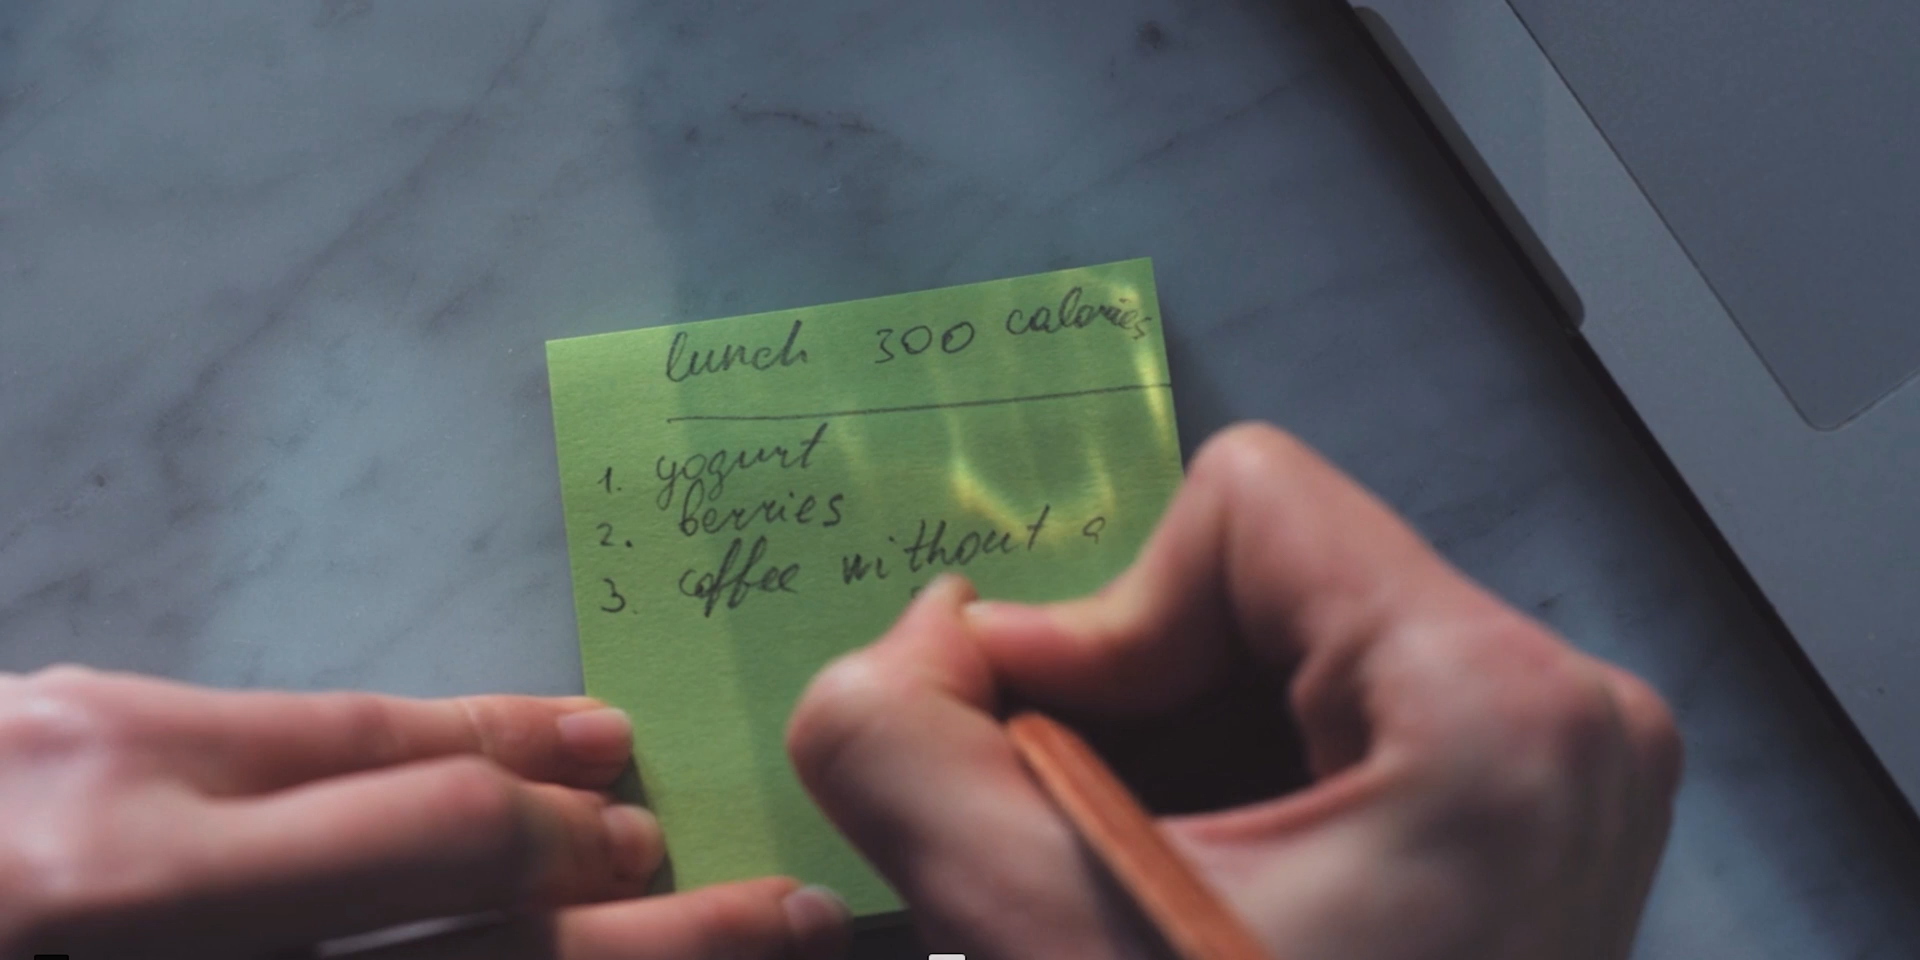 lunch 300 calories
1. yogurt
2. berries
3. coffee without a